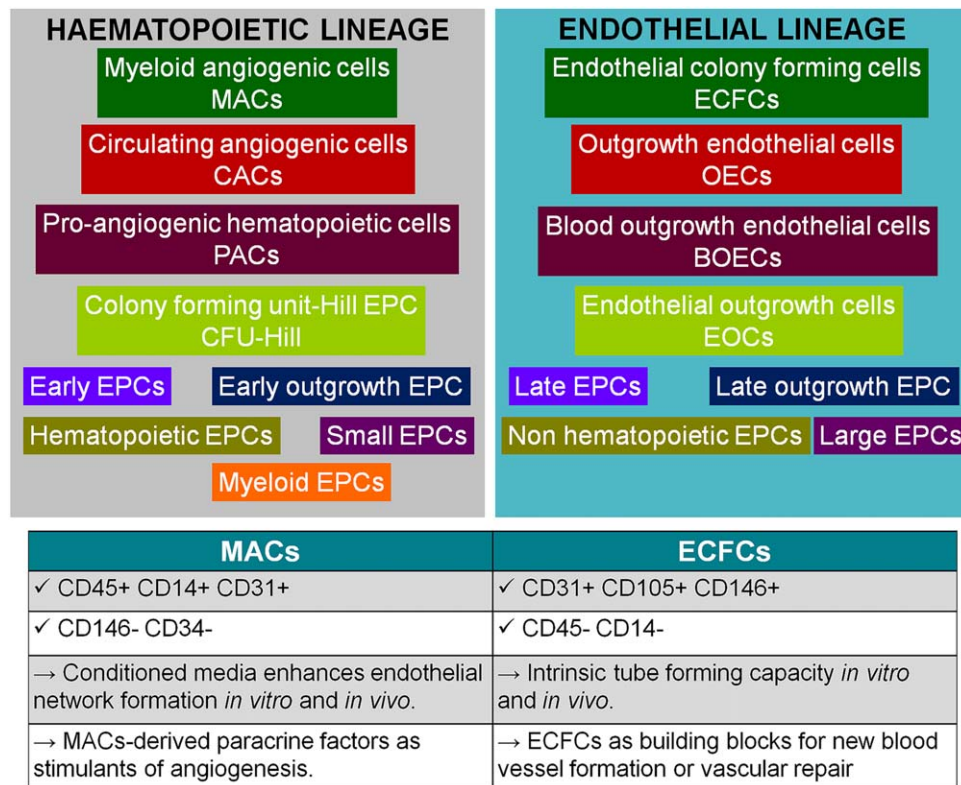 HAEMATOPOIETIC LINEAGE
Myeloid angiogenic cells
MACs
Circulating angiogenic cells
CACs
Pro-angiogenic hematopoietic cells
PACs
Colony forming unit-Hill EPC
CFU-Hill
Early EPCs
Early outgrowth EPC
Hematopoietic EPCs
Small EPCs
Myeloid EPCs
ENDOTHELIAL LINEAGE
Endothelial colony forming cells
ECFCs
Outgrowth endothelial cells
OECs
Blood outgrowth endothelial cells
BOECs
Endothelial outgrowth cells
EOCs
Late EPCs
Late outgrowth EPC
Non hematopoietic EPCs
Large EPCs
MACs
ECFCs
✓ CD45+ CD14+ CD31+
✓ CD31+ CD105+ CD146+
✓ CD146- CD34-
✓ CD45- CD14-
→ Conditioned media enhances endothelial
network formation in vitro and in vivo.
→ Intrinsic tube forming capacity in vitro
and in vivo.
→ MACs-derived paracrine factors as
stimulants of angiogenesis.
→ ECFCs as building blocks for new blood
vessel formation or vascular repair